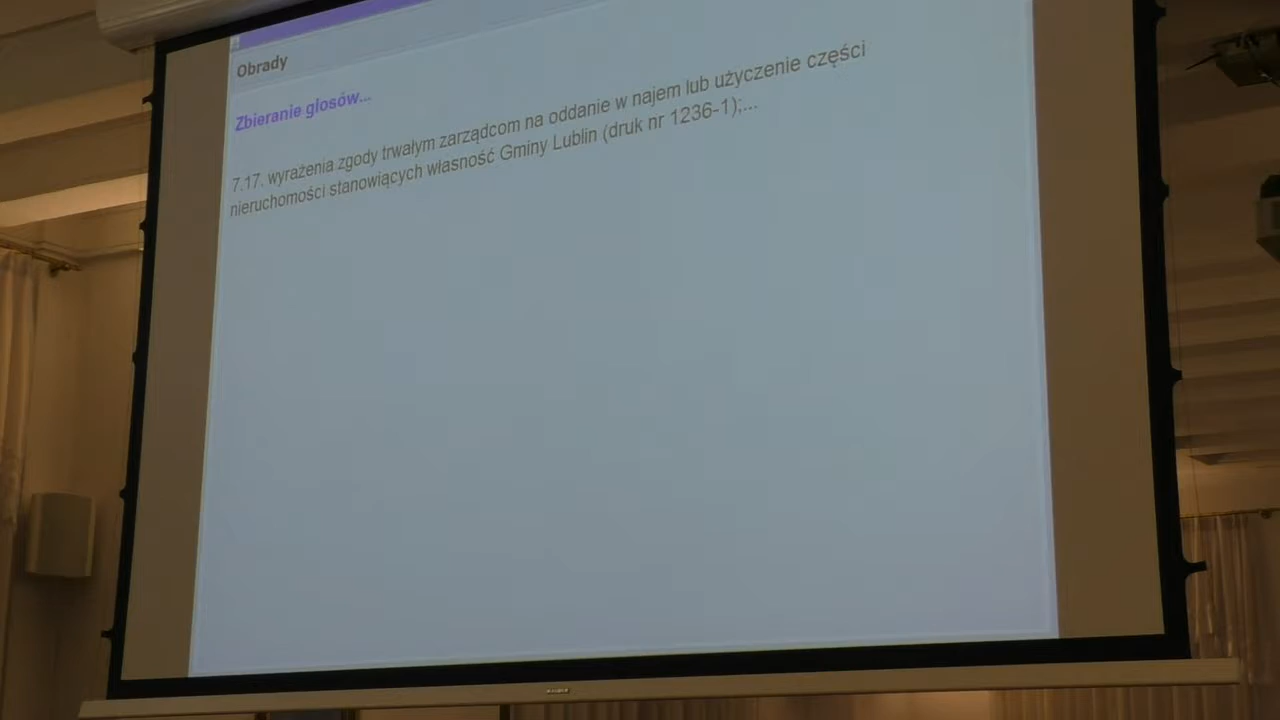 Obrady
Zbieranie głosów...
7.17. wyrażenia zgody trwałym zarządcom na oddanie w najem lub użyczenie części
nieruchomości stanowiących własność Gminy Lublin (druk nr 1236-1);...